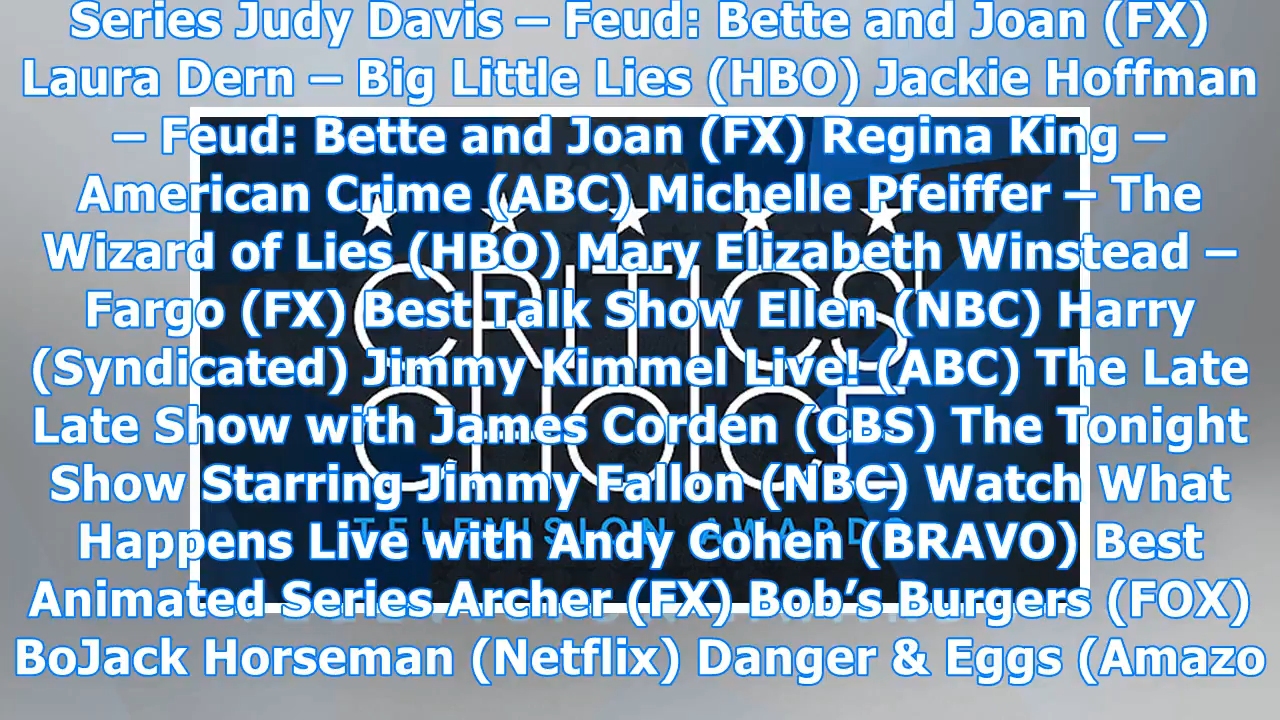 Series Judy Davis – Feud: Bette and Joan (FX)
Laura Dern – Big Little Lies (HBO) Jackie Hoffman
– Feud: Bette and Joan (FX) Regina King –
American Crime (ABC) Michelle Pfeiffer – The
Wizard of Lies (HBO) Mary Elizabeth Winstead –
Fargo (FX) Best Talk Show Ellen (NBC) Harry
(Syndicated) Jimmy Kimmel Live! (ABC) The Late
Late Show with James Corden (CBS) The Tonight
Show Starring Jimmy Fallon (NBC) Watch What
Happens Live with Andy Cohen (BRAVO) Best
Animated Series Archer (FX) Bob’s Burgers (FOX)
BoJack Horseman (Netflix) Danger & Eggs (Amazo
CRITICS'
CHOICE
TELEVISION AWARDS